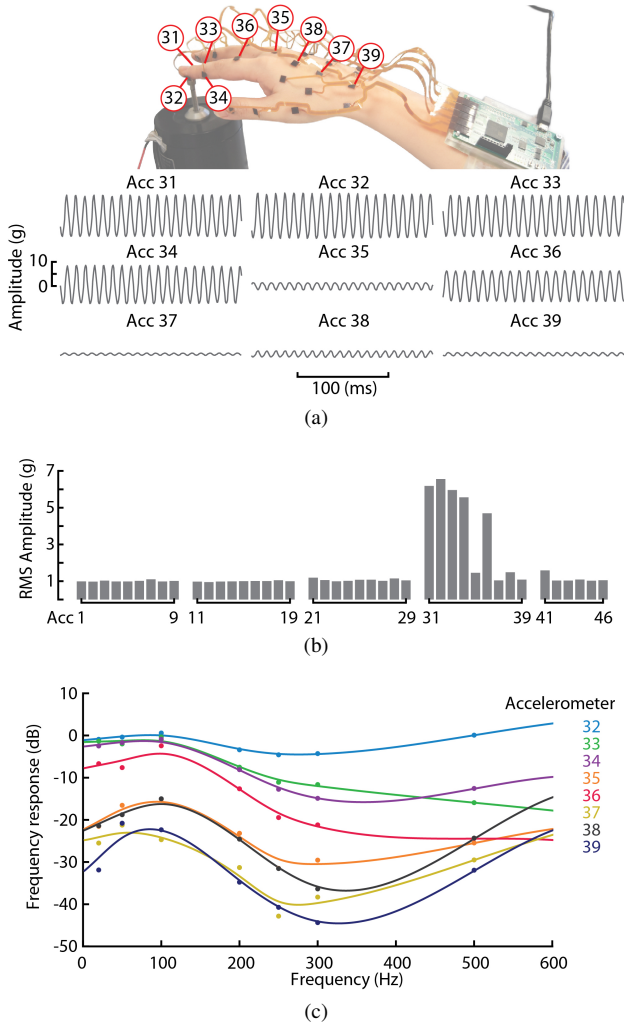 35
36
33
38
31
37
39
32
34
Acc 31 Acc 32 Acc 33
Acc 34 Acc 35 Acc 36
Amplitude (g)
10
0
Acc 37 Acc 38 Acc 39
100 (ms)
(a)
RMS Amplitude (g)
7
5
3
1
Acc 1 9 11 19 21 29 31 39 41 46
(b)
Frequency response (dB)
10
0
-10
-20
-30
-40
-50
Accelerometer
32
33
34
35
36
37
38
39
0 100 200 300 400 500 600
Frequency (Hz)
(c)